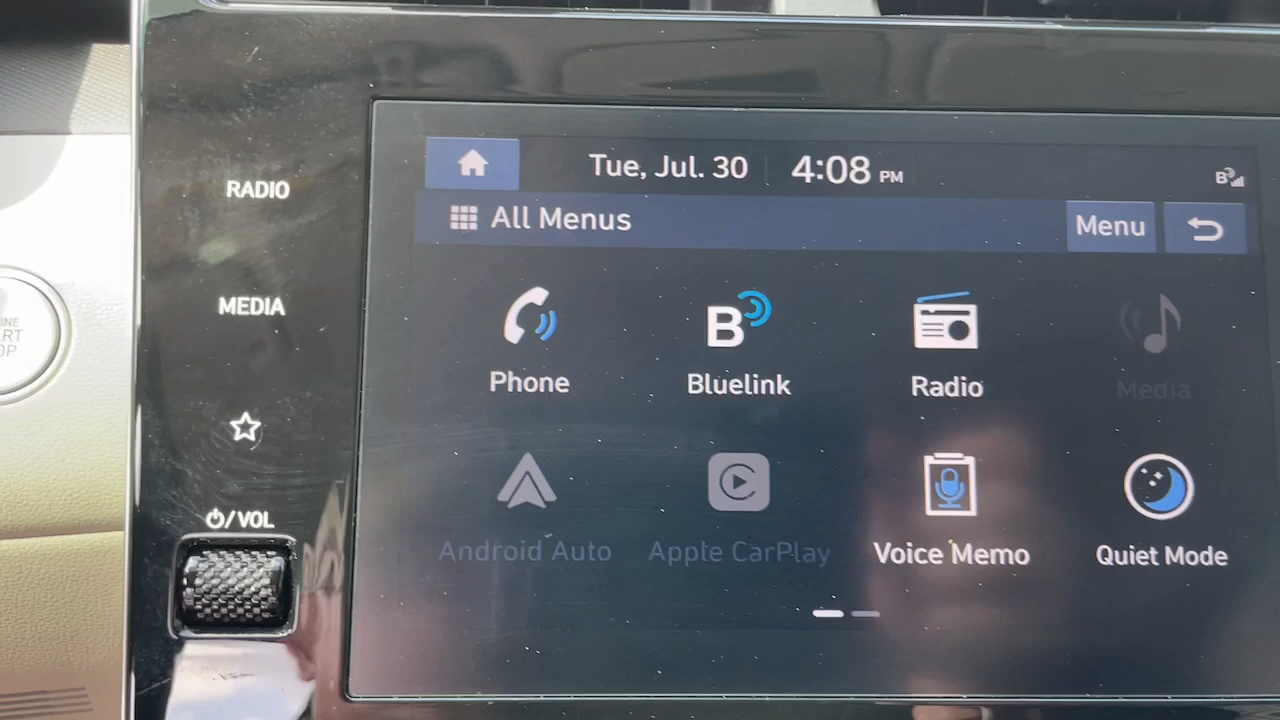 Tue, Jul. 30 4:08 PM
B
RADIO
All Menus Menu
MEDIA
B
Phone Bluelink Radio Media
/VOL
Android Auto Apple CarPlay Voice Memo Quiet Mode